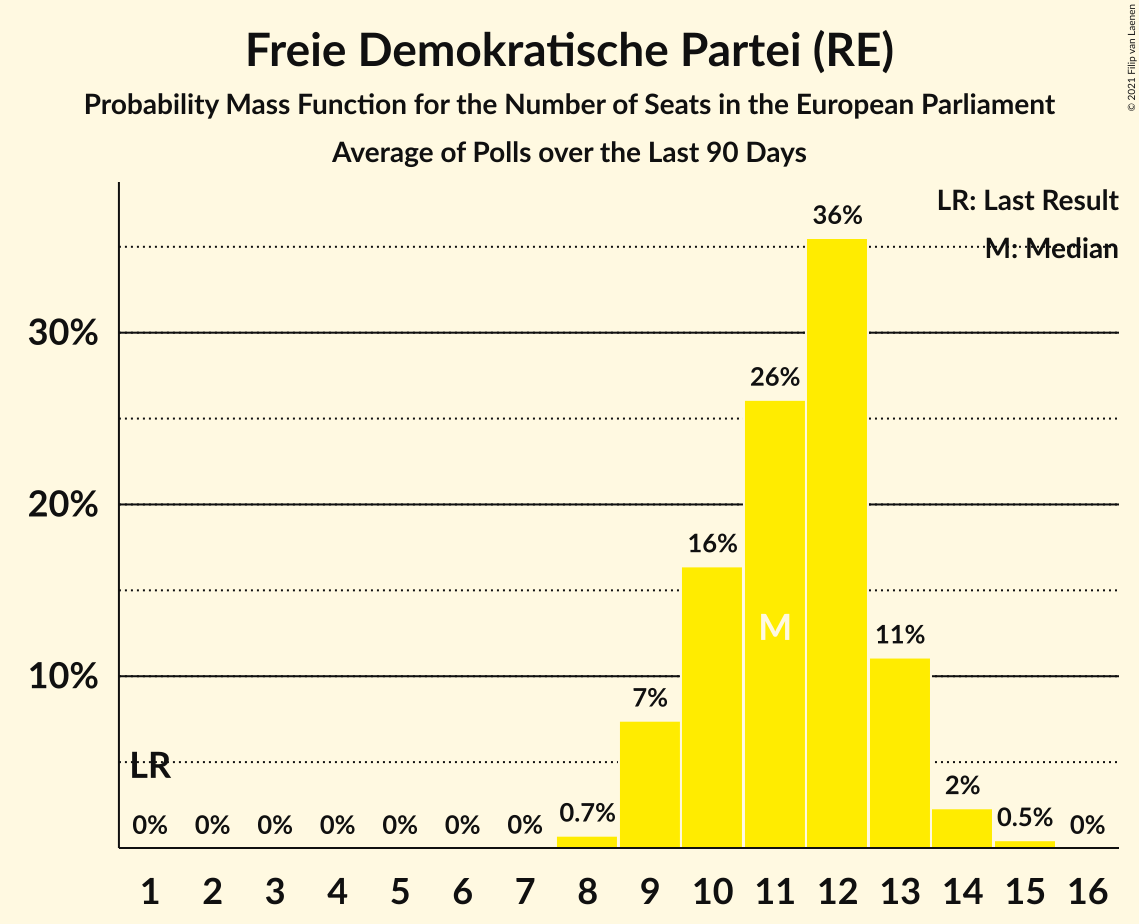 Freie Demokratische Partei (RE)
Probability Mass Function for the Number of Seats in the European Parliament
Average of Polls over the Last 90 Days
© 2021 Filip van Laenen
LR: Last Result
M: Median
36%
30%
26%
20%
16%
M
11%
10%
7%
LR
2%
0% 0% 0% 0% 0% 0% 0% 0.7% 0.5% 0%
1 2 3 4 5 6 7 8 9 10 11 12 13 14 15 16